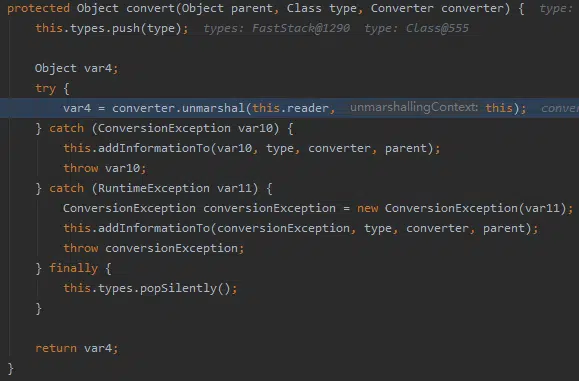 protected Object convert(Object parent, Class type, Converter converter) {  type:
    this.types.push(type);  types: FastStack@1290  type: Class@555

    Object var4;
    try {
        var4 = converter.unmarshal(this.reader, unmarshallingContext: this);  conve
    } catch (ConversionException var10) {
        this.addInformationTo(var10, type, converter, parent);
        throw var10;
    } catch (RuntimeException var11) {
        ConversionException conversionException = new ConversionException(var11);
        this.addInformationTo(conversionException, type, converter, parent);
        throw conversionException;
    } finally {
        this.types.popSilently();
    }

    return var4;
}